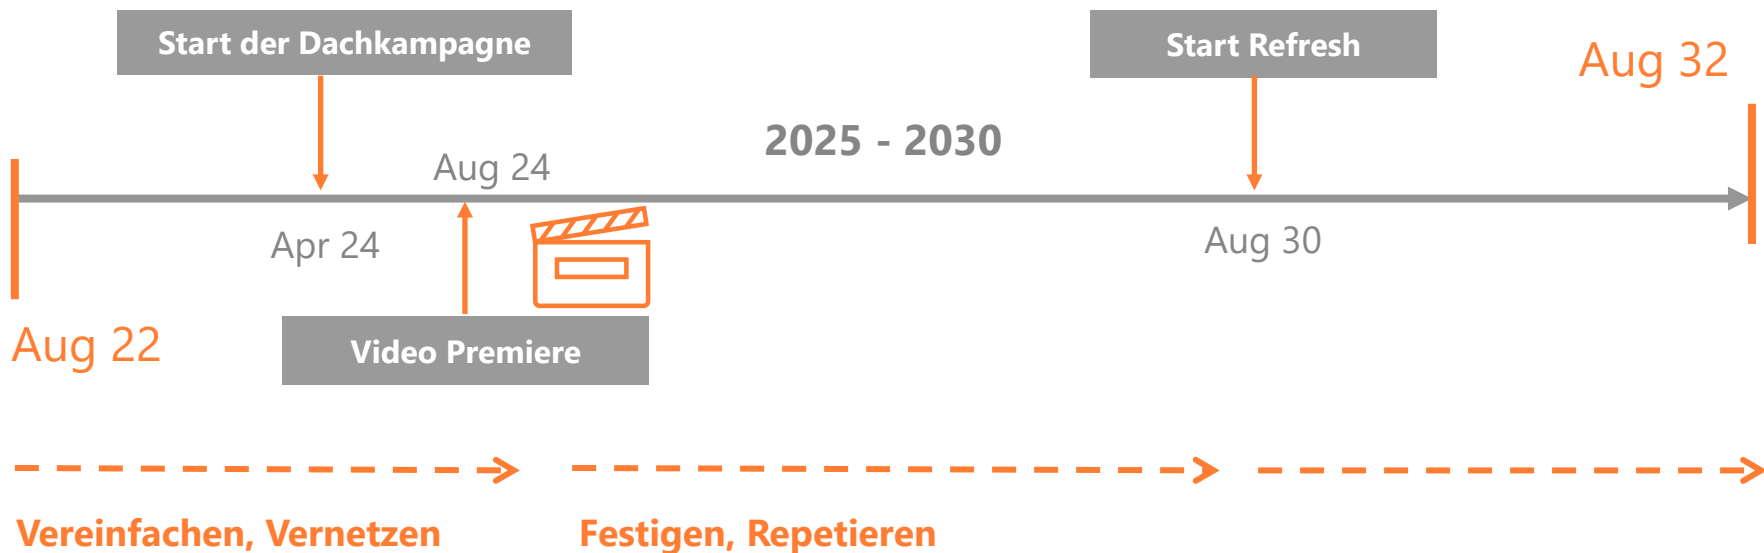 Start der Dachkampagne
Start Refresh
Aug 32
2025 - 2030
Aug 24
Apr 24
Aug 30
Aug 22
Video Premiere
Vereinfachen, Vernetzen
Festigen, Repetieren